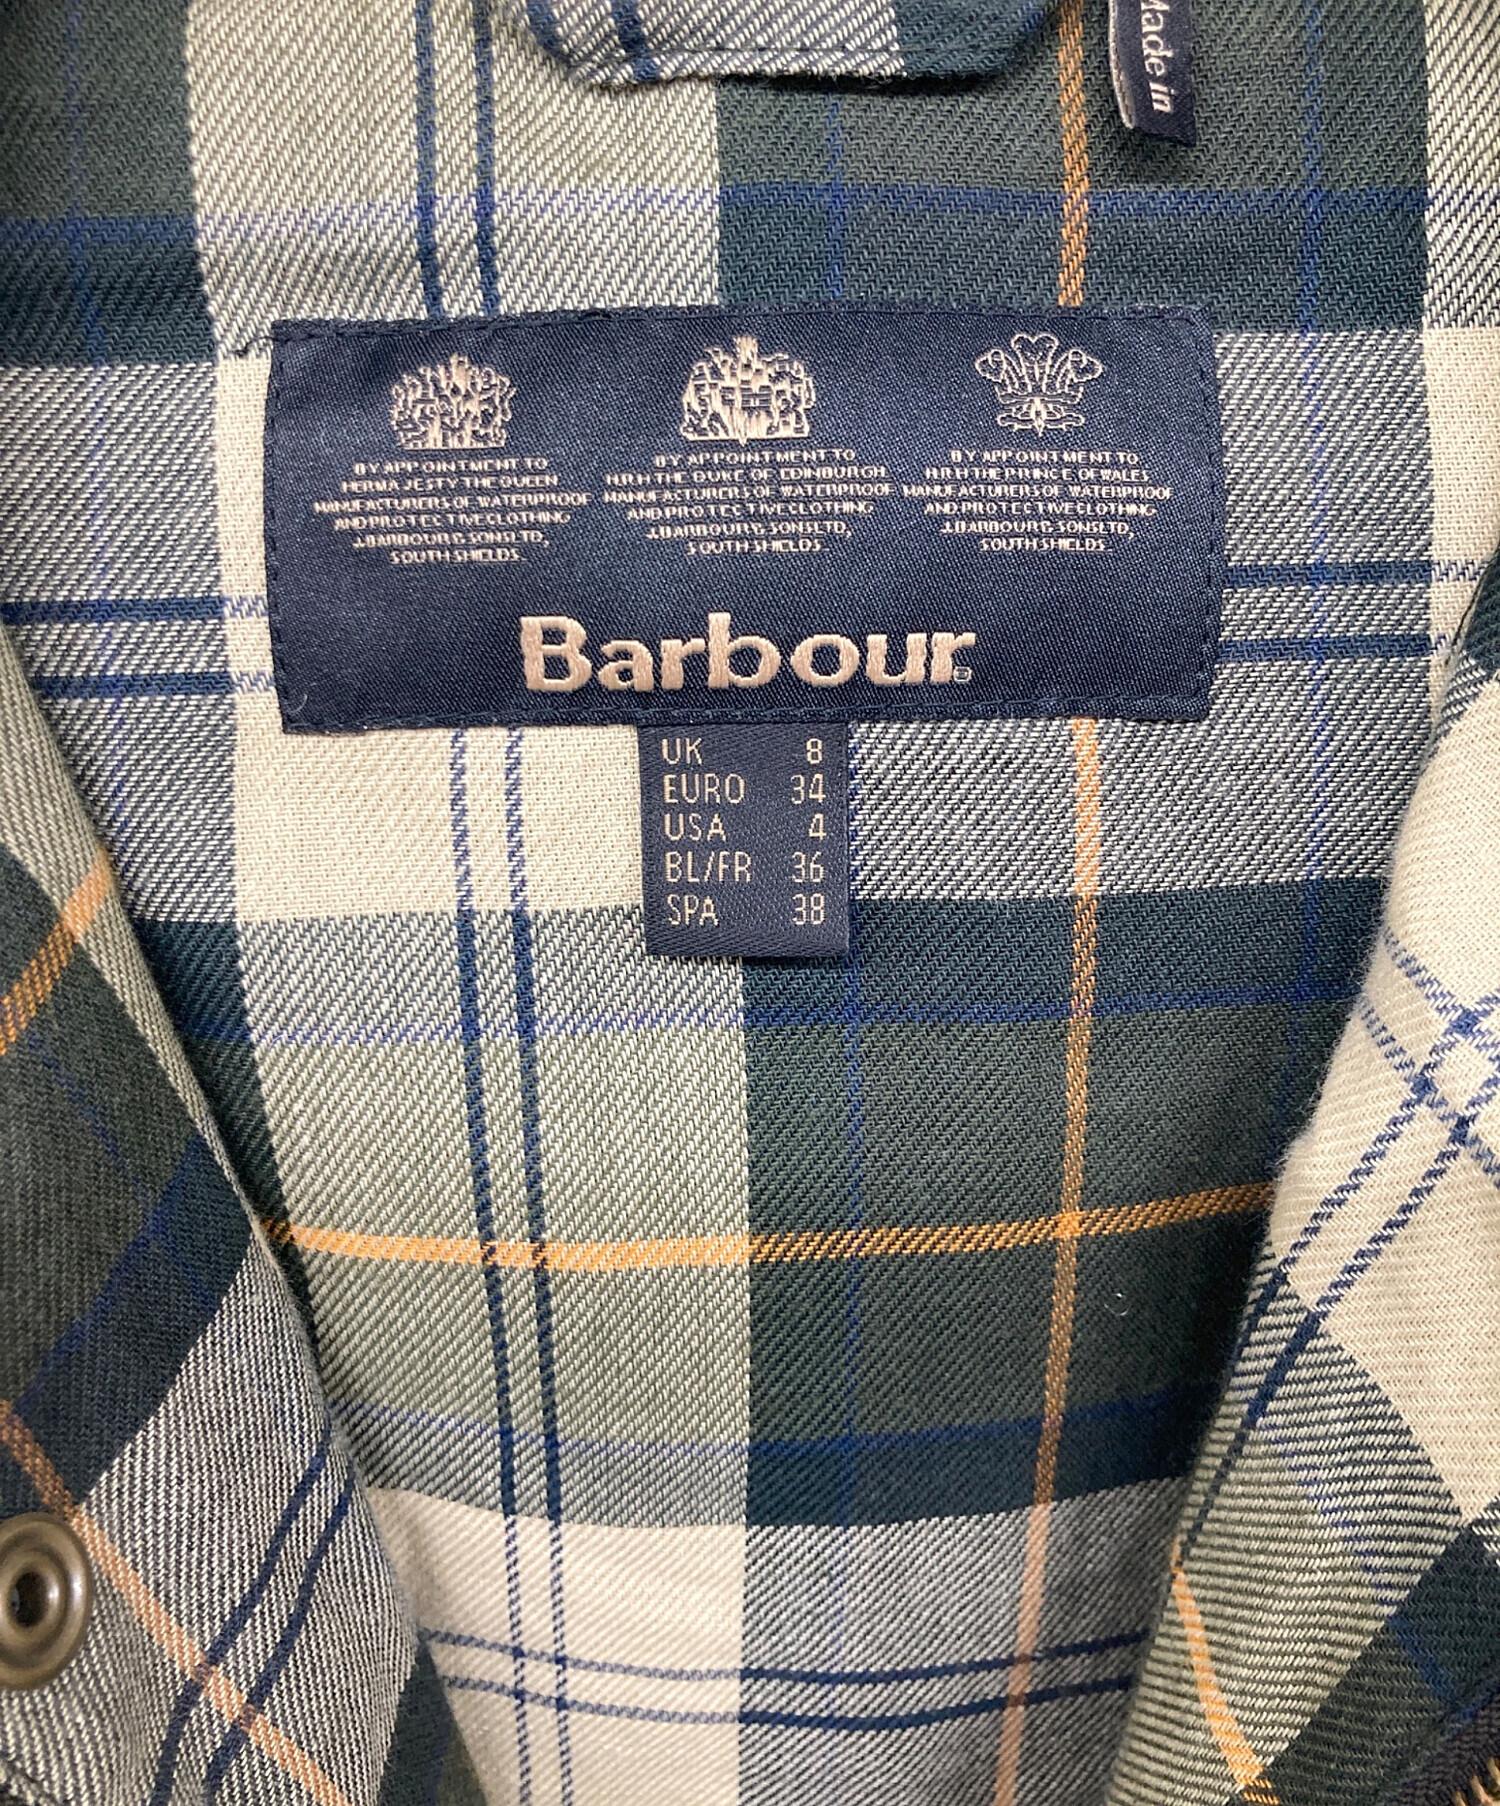 Made in
BY APPOINTMENT TO
HER MAJESTY THE QUEEN
MANUFACTURERS OF WATERPROOF
AND PROTECTIVE CLOTHING
J.BARBOUR & SONS LTD,
SOUTH SHIELDS.
BY APPOINTMENT TO
H.R.H THE DUKE OF EDINBURGH
MANUFACTURERS OF WATERPROOF
AND PROTECTIVE CLOTHING
J.BARBOUR & SONS LTD,
SOUTH SHIELDS.
BY APPOINTMENT TO
H.R.H THE PRINCE OF WALES
MANUFACTURERS OF WATERPROOF
AND PROTECTIVE CLOTHING
J.BARBOUR & SONS LTD,
SOUTH SHIELDS.
Barbour
UK 8
EURO 34
USA 4
BL/FR 36
SPA 38